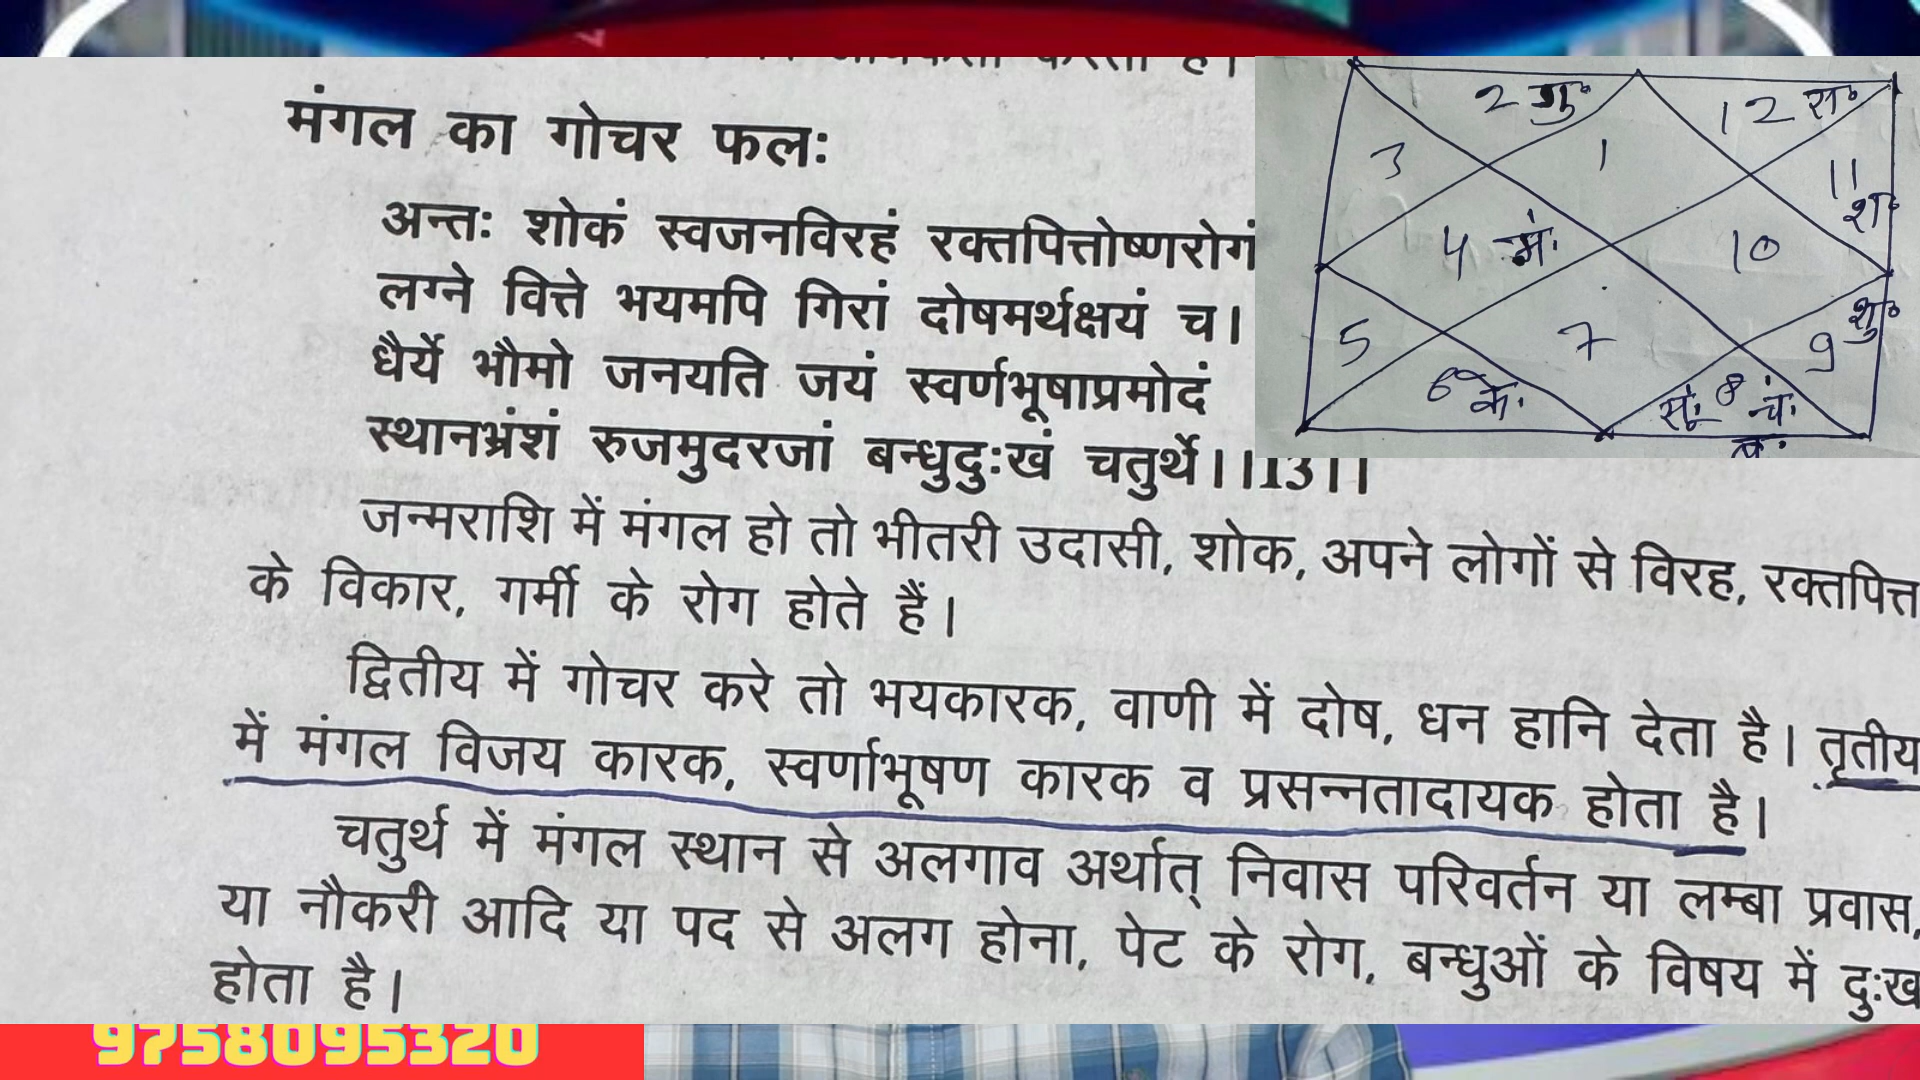 करता है।
मंगल का गोचर फलः
अन्तः शोकं स्वजनविरहं रक्तपित्तोष्णरोगं
लग्ने वित्ते भयमपि गिरां दोषमर्थक्षयं च।
धैर्ये भौमो जनयति जयं स्वर्णभूषाप्रमोदं
स्थानभ्रंशं रुजमुदरजां बन्धुदुःखं चतुर्थे।।13।।
जन्मराशि में मंगल हो तो भीतरी उदासी, शोक, अपने लोगों से विरह, रक्तपित्त
के विकार, गर्मी के रोग होते हैं।
द्वितीय में गोचर करे तो भयकारक, वाणी में दोष, धन हानि देता है। तृतीय
में मंगल विजय कारक, स्वर्णाभूषण कारक व प्रसन्नतादायक होता है।
चतुर्थ में मंगल स्थान से अलगाव अर्थात् निवास परिवर्तन या लम्बा प्रवास,
या नौकरी आदि या पद से अलग होना, पेट के रोग, बन्धुओं के विषय में दुःख
होता है।
2 गु॰
12 रा॰
3
1
11
श॰
4 मं॰
10
5
7
9
शु॰
6 के॰
सू॰ 8 चं॰
9758095320